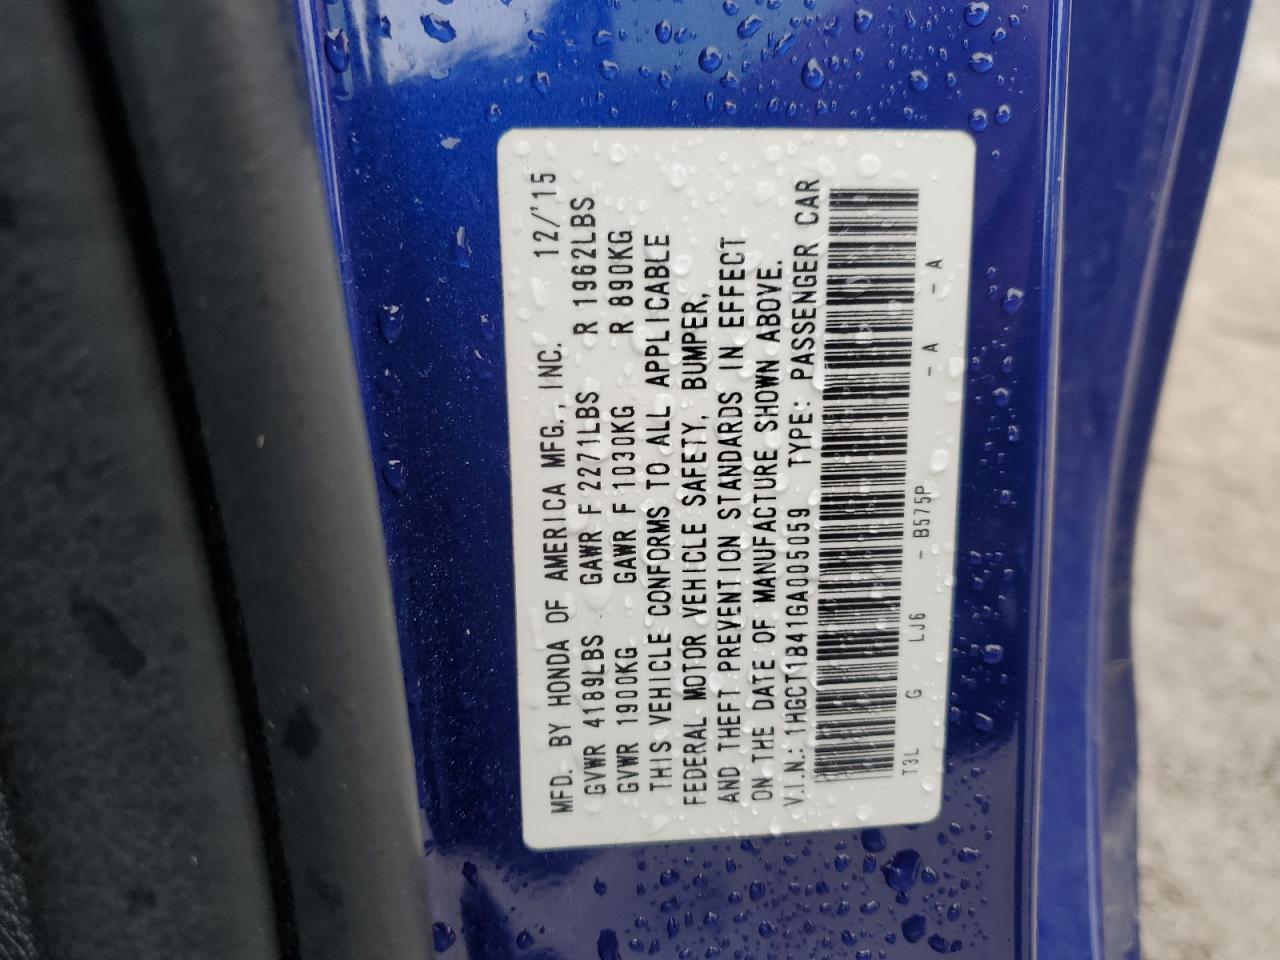 MFD. BY HONDA OF AMERICA MFG., INC. 12/'15
GVWR 4189LBS GAWR F 2271LBS R 1962LBS
GVWR 1900KG GAWR F 1030KG R 890KG
THIS VEHICLE CONFORMS TO ALL APPLICABLE
FEDERAL MOTOR VEHICLE SAFETY, BUMPER,
AND THEFT PREVENTION STANDARDS IN EFFECT
ON THE DATE OF MANUFACTURE SHOWN ABOVE.
V.I.N.: 1HGCT1B41GA005059 TYPE: PASSENGER CAR
T3L G LJ6 - B575P - A - A